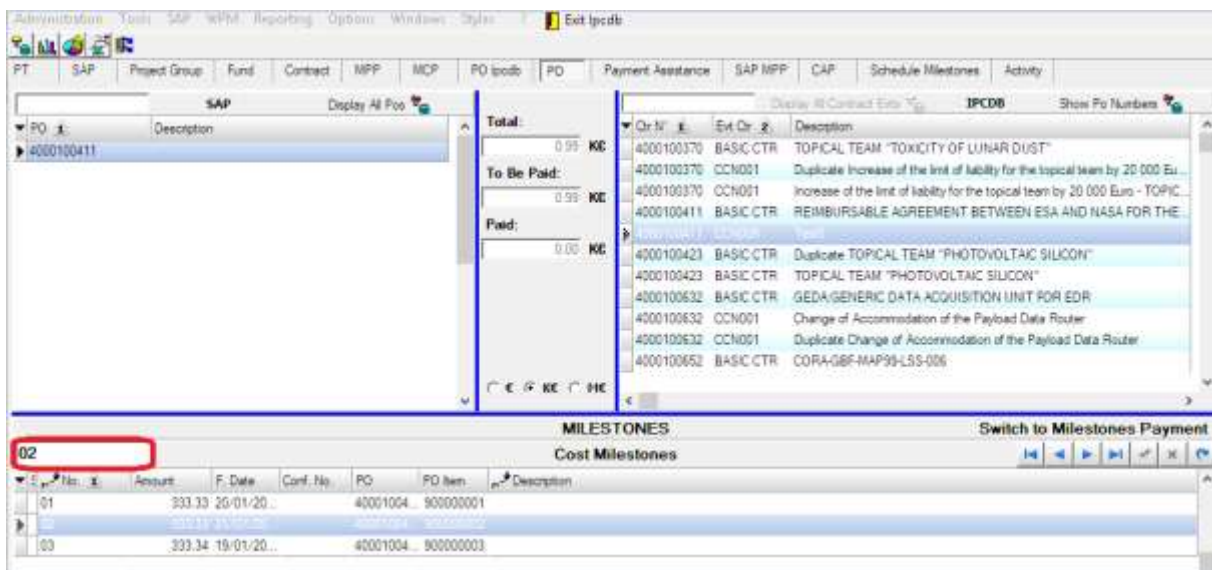 Administration Tools SAP WPM Reporting Options Windows Styles ? Exit Ipcdb
PT SAP Project Group Fund Contract MPP MCP PO Ipcdb PO Payment Assistance SAP MPP CAP Schedule Milestones Activity
SAP Display All Pos
PO 1 Description
4000100411
Total:
0.99 K€
To Be Paid:
0.99 K€
Paid:
0.00 K€
€ K€ M€
Display All Contract Exts IPCDB Show Po Numbers
Ctr N° 1 Ext Ctr 2 Description
4000100370 BASIC CTR TOPICAL TEAM "TOXICITY OF LUNAR DUST"
4000100370 CCN001 Duplicate Increase of the limit of liability for the topical team by 20 000 Eu...
4000100370 CCN001 Increase of the limit of liability for the topical team by 20 000 Euro - TOPIC...
4000100411 BASIC CTR REIMBURSABLE AGREEMENT BETWEEN ESA AND NASA FOR THE...
4000100423 BASIC CTR Duplicate TOPICAL TEAM "PHOTOVOLTAIC SILICON"
4000100423 BASIC CTR TOPICAL TEAM "PHOTOVOLTAIC SILICON"
4000100632 BASIC CTR GEDA/GENERIC DATA ACQUISITION UNIT FOR EDR
4000100632 CCN001 Change of Accommodation of the Payload Data Router
4000100632 CCN001 Duplicate Change of Accommodation of the Payload Data Router
4000100652 BASIC CTR CORA-GBF-MAP99-LSS-006
MILESTONES Switch to Milestones Payment
02 Cost Milestones
No. 1 Amount F. Date Conf. No. PO PO Item Description
01 333.33 20/01/20... 40001004... 900000001
02
03 333.34 19/01/20... 40001004... 900000003